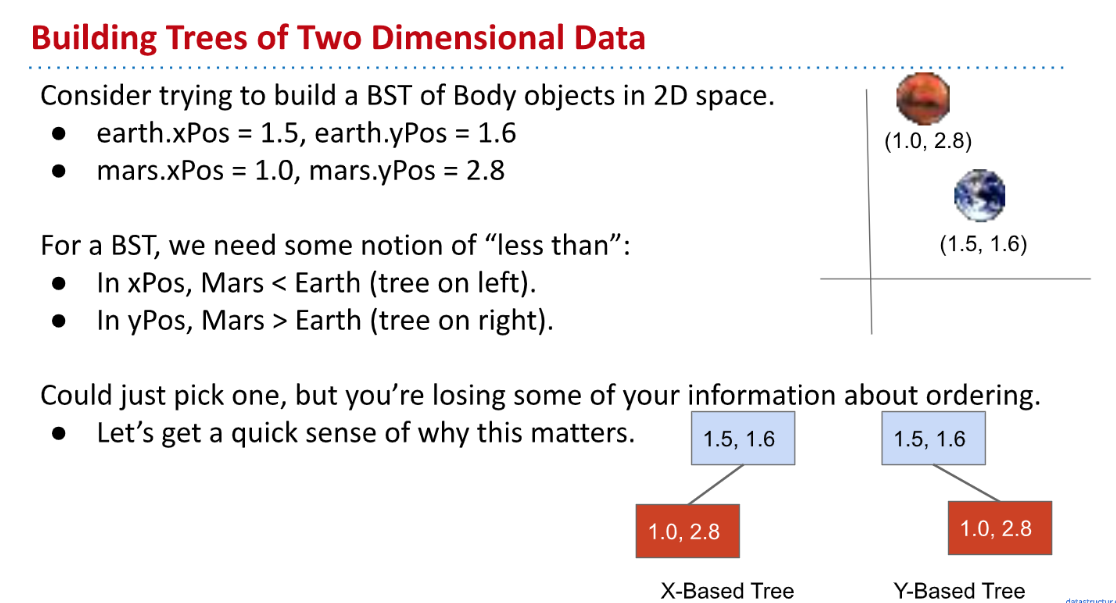 Building Trees of Two Dimensional Data
Consider trying to build a BST of Body objects in 2D space.
● earth.xPos = 1.5, earth.yPos = 1.6
● mars.xPos = 1.0, mars.yPos = 2.8
(1.0, 2.8)
(1.5, 1.6)
For a BST, we need some notion of “less than”:
● In xPos, Mars < Earth (tree on left).
● In yPos, Mars > Earth (tree on right).
Could just pick one, but you’re losing some of your information about ordering.
● Let’s get a quick sense of why this matters.
1.5, 1.6
1.0, 2.8
X-Based Tree
1.5, 1.6
1.0, 2.8
Y-Based Tree